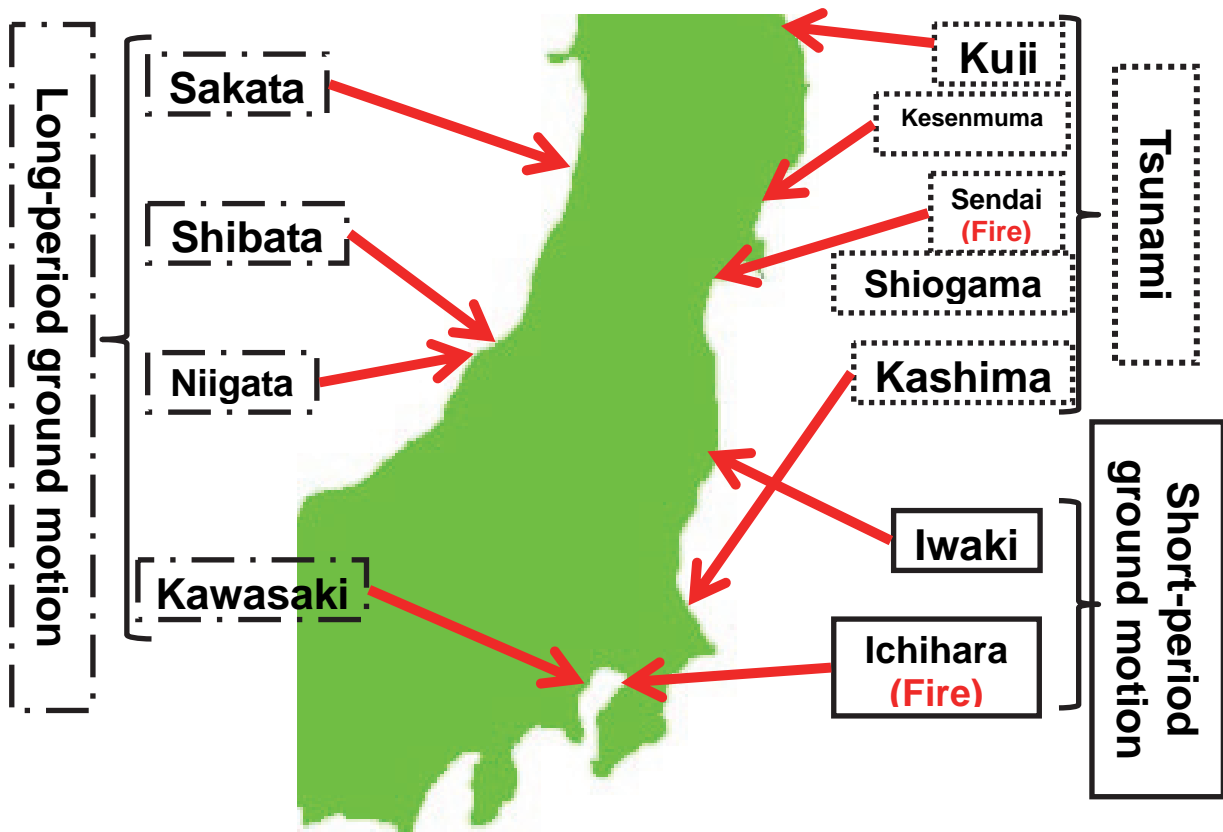 Long-period ground motion
Sakata
Shibata
Niigata
Kawasaki
Kuji
Kesenmuma
Sendai
(Fire)
Shiogama
Kashima
Tsunami
Iwaki
Ichihara
(Fire)
Short-period
ground motion